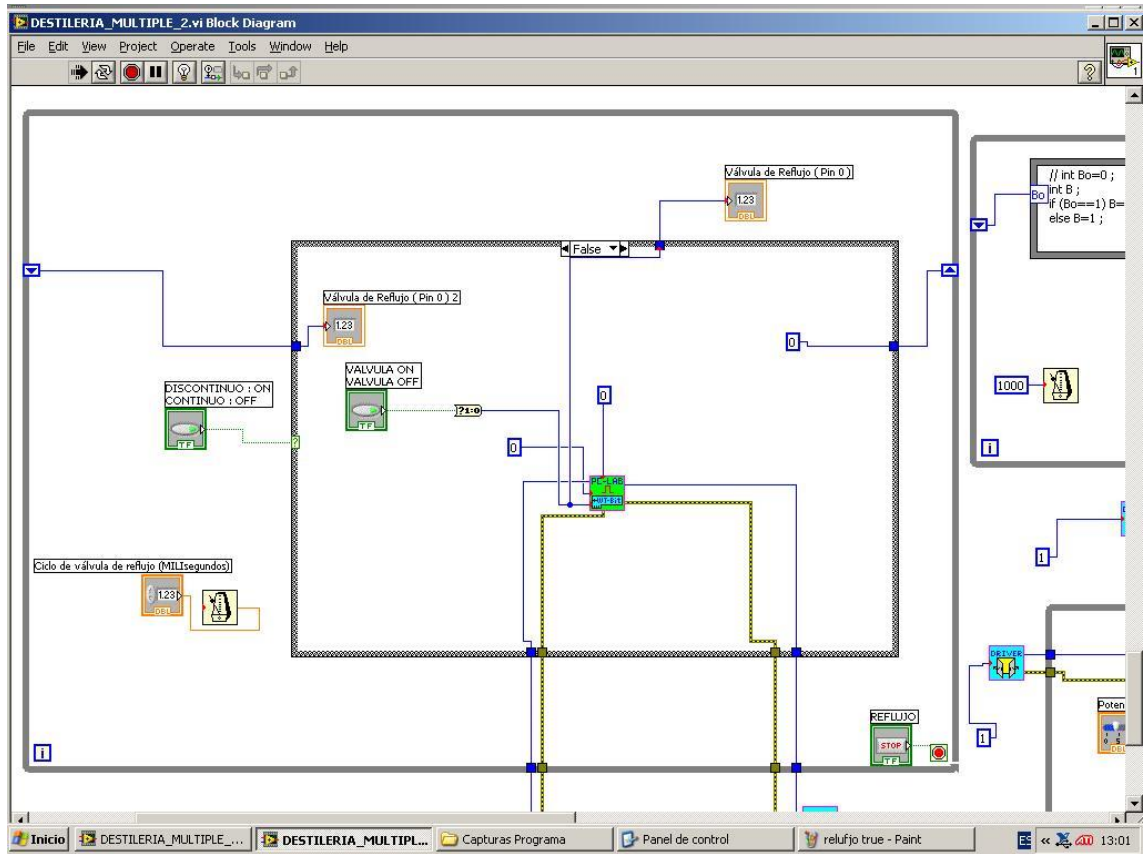 DESTILERIA_MULTIPLE_2.vi Block Diagram
File Edit View Project Operate Tools Window Help
1
Válvula de Reflujo ( Pin 0 )
1.23
DBL
// int Bo=0 ;
int B ;
if (Bo==1) B=
else B=1 ;
Bo
False
Válvula de Reflujo ( Pin 0 ) 2
1.23
DBL
0
VALVULA ON
VALVULA OFF
TF
?1:0
DISCONTINUO : ON
CONTINUO : OFF
TF
?
1000
i
0
0
PC-LAB
Ciclo de válvula de reflujo (MILIsegundos)
1.23
DBL
1
DRIVER
1
REFLUJO
STOP
TF
i
Poten
0 5
DBL
Inicio DESTILERIA_MULTIPLE_... DESTILERIA_MULTIPL... Capturas Programa Panel de control relufjo true - Paint ES « 13:01